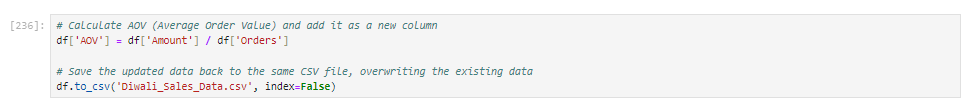 [236]: # Calculate AOV (Average Order Value) and add it as a new column
df['AOV'] = df['Amount'] / df['Orders']
# Save the updated data back to the same CSV file, overwriting the existing data
df.to_csv('Diwali_Sales_Data.csv', index=False)